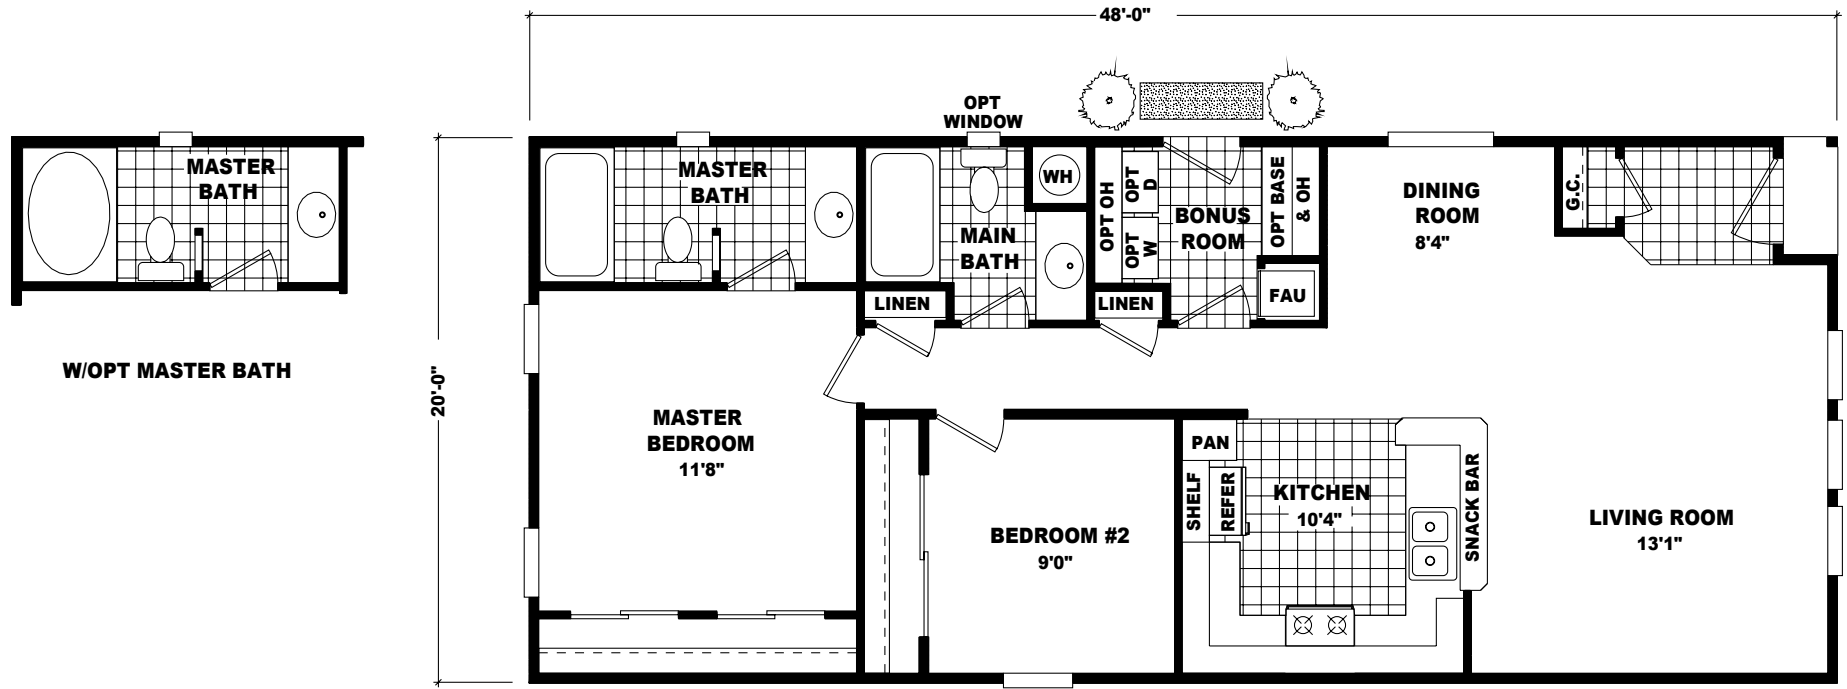 48'-0"
OPT
WINDOW
MASTER
BATH
MASTER
BATH
WH
OPT OH
OPT
D
OPT
W
BONUS
ROOM
OPT BASE
& OH
DINING
ROOM
8'4"
G.C.
MAIN
BATH
LINEN
LINEN
FAU
W/OPT MASTER BATH
20'-0"
MASTER
BEDROOM
11'8"
PAN
SHELF
REFER
KITCHEN
10'4"
SNACK BAR
BEDROOM #2
9'0"
LIVING ROOM
13'1"